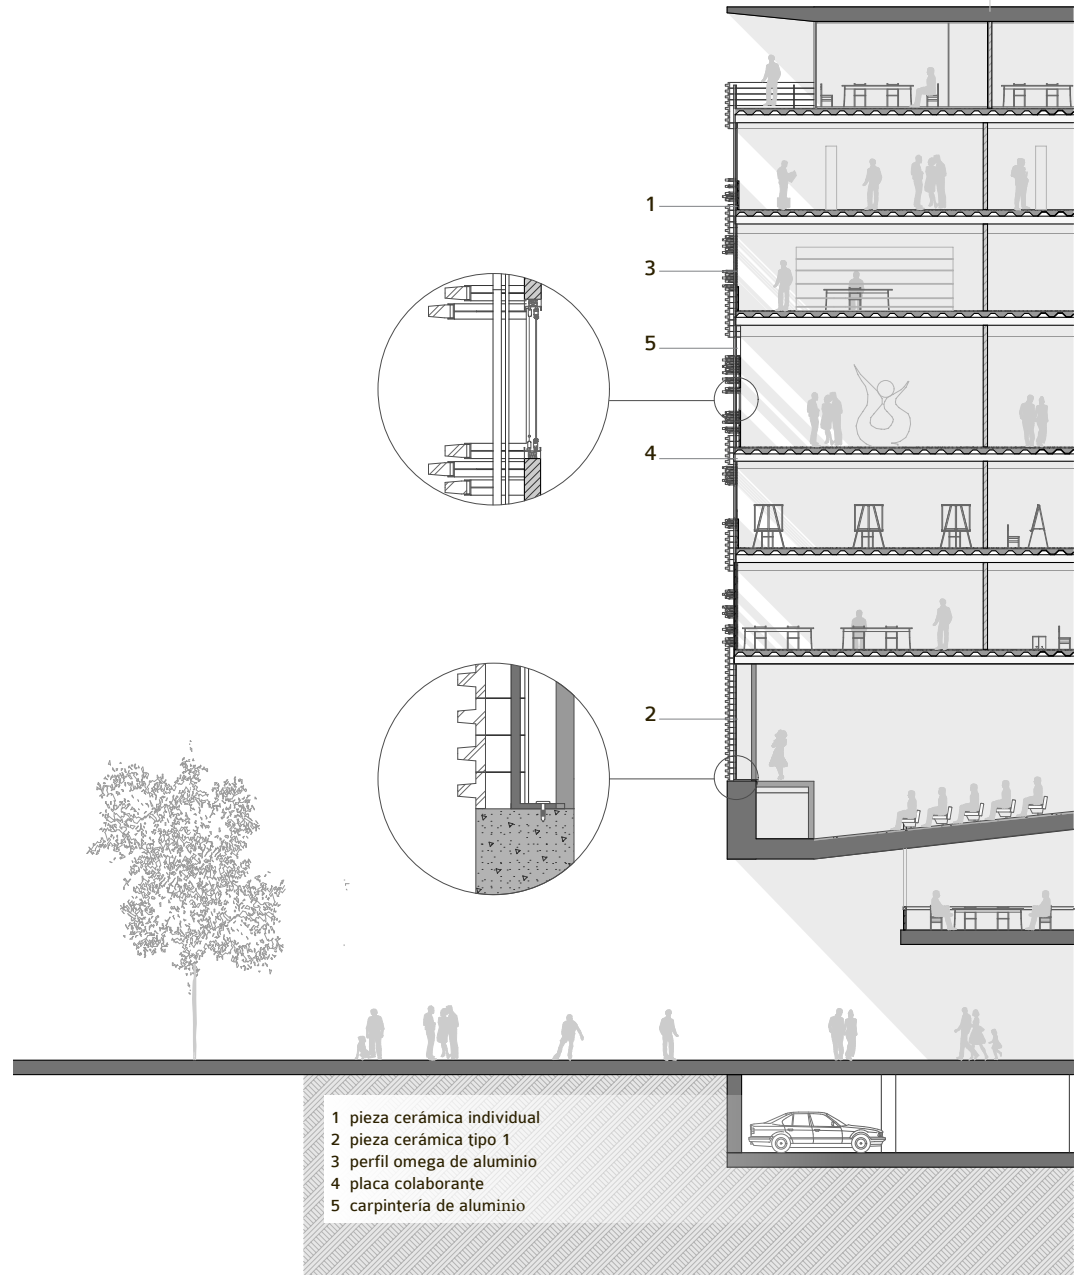 1
3
5
4
2
1 pieza cerámica individual
2 pieza cerámica tipo 1
3 perfil omega de aluminio
4 placa colaborante
5 carpintería de aluminio